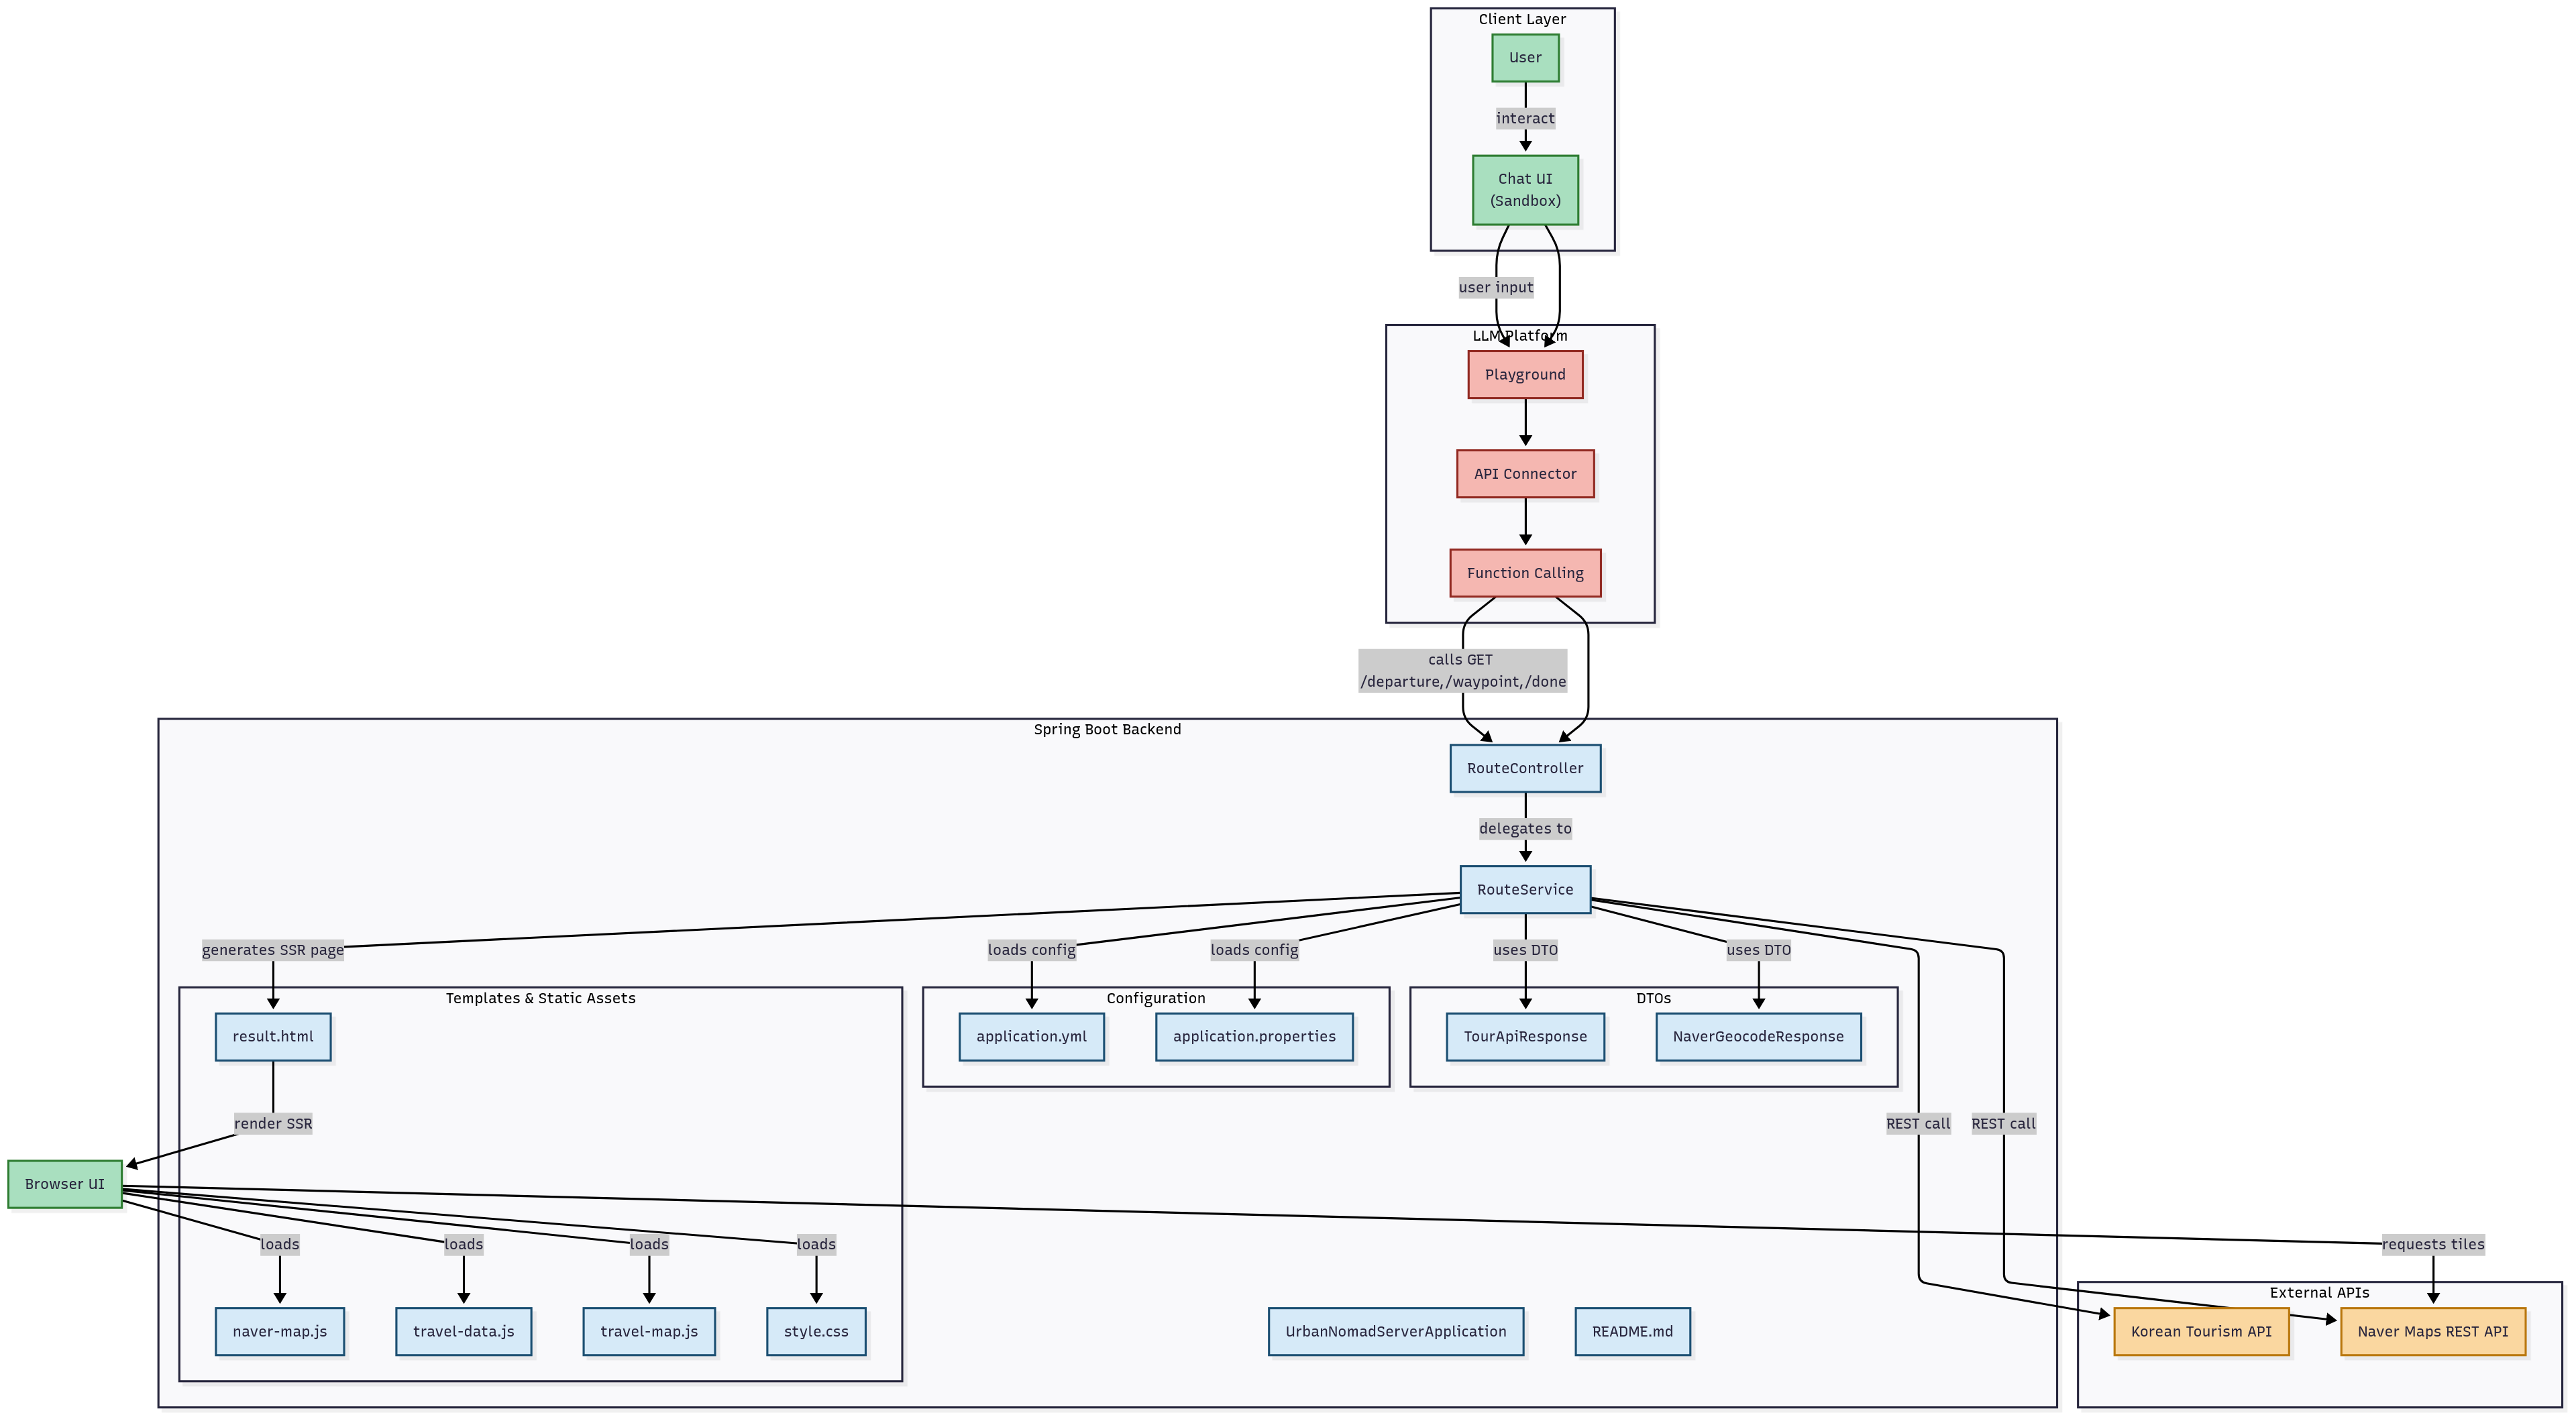 Client Layer
User
interact
Chat UI
(Sandbox)
user input
LLM Platform
Playground
API Connector
Function Calling
calls GET
/departure,/waypoint,/done
Spring Boot Backend
RouteController
delegates to
RouteService
generates SSR page
loads config
loads config
uses DTO
uses DTO
Templates & Static Assets
Configuration
DTOs
result.html
application.yml
application.properties
TourApiResponse
NaverGeocodeResponse
render SSR
REST call
REST call
Browser UI
loads
loads
loads
loads
requests tiles
External APIs
naver-map.js
travel-data.js
travel-map.js
style.css
UrbanNomadServerApplication
README.md
Korean Tourism API
Naver Maps REST API